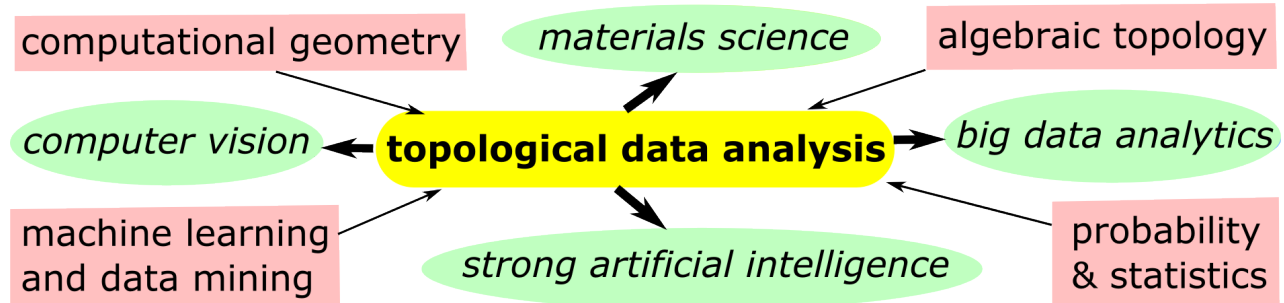 computational geometry
materials science
algebraic topology
computer vision
topological data analysis
big data analytics
machine learning
and data mining
strong artificial intelligence
probability
& statistics